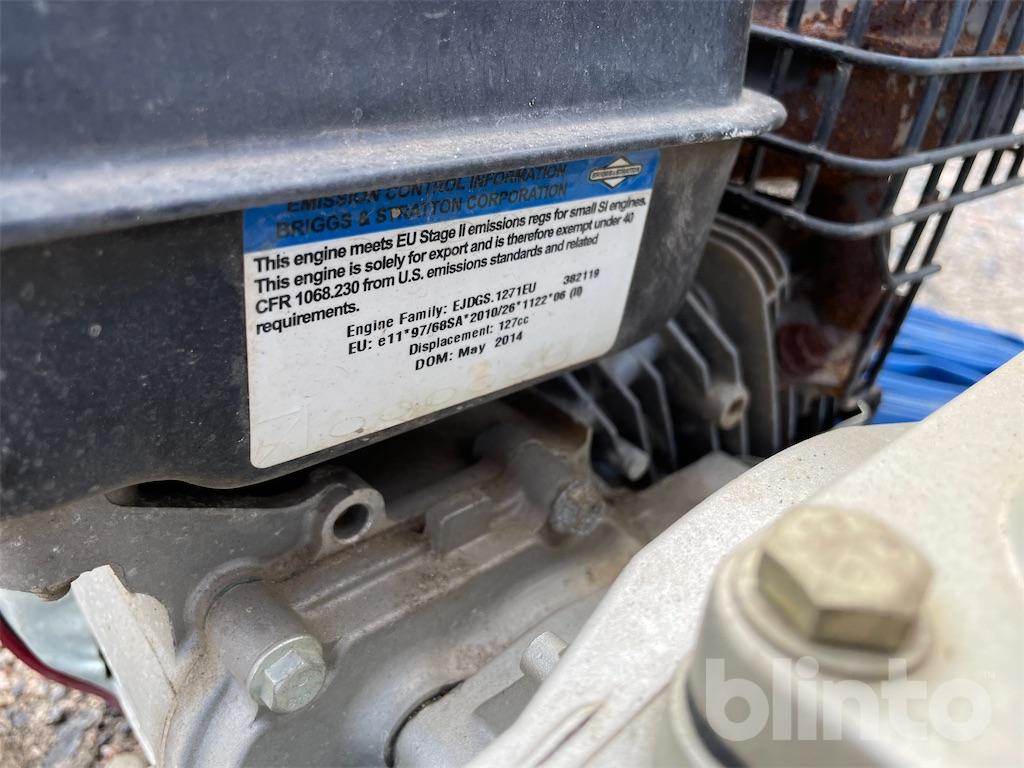 EMISSION CONTROL INFORMATION
BRIGGS & STRATTON CORPORATION
BRIGGS & STRATTON
This engine meets EU Stage II emissions regs for small SI engines.
This engine is solely for export and is therefore exempt under 40
CFR 1068.230 from U.S. emissions standards and related
requirements.
382119
Engine Family: EJDGS.1271EU
EU: e11*97/68SA*2010/26*1122*06 (II)
Displacement: 127cc
DOM: May 2014
blinto